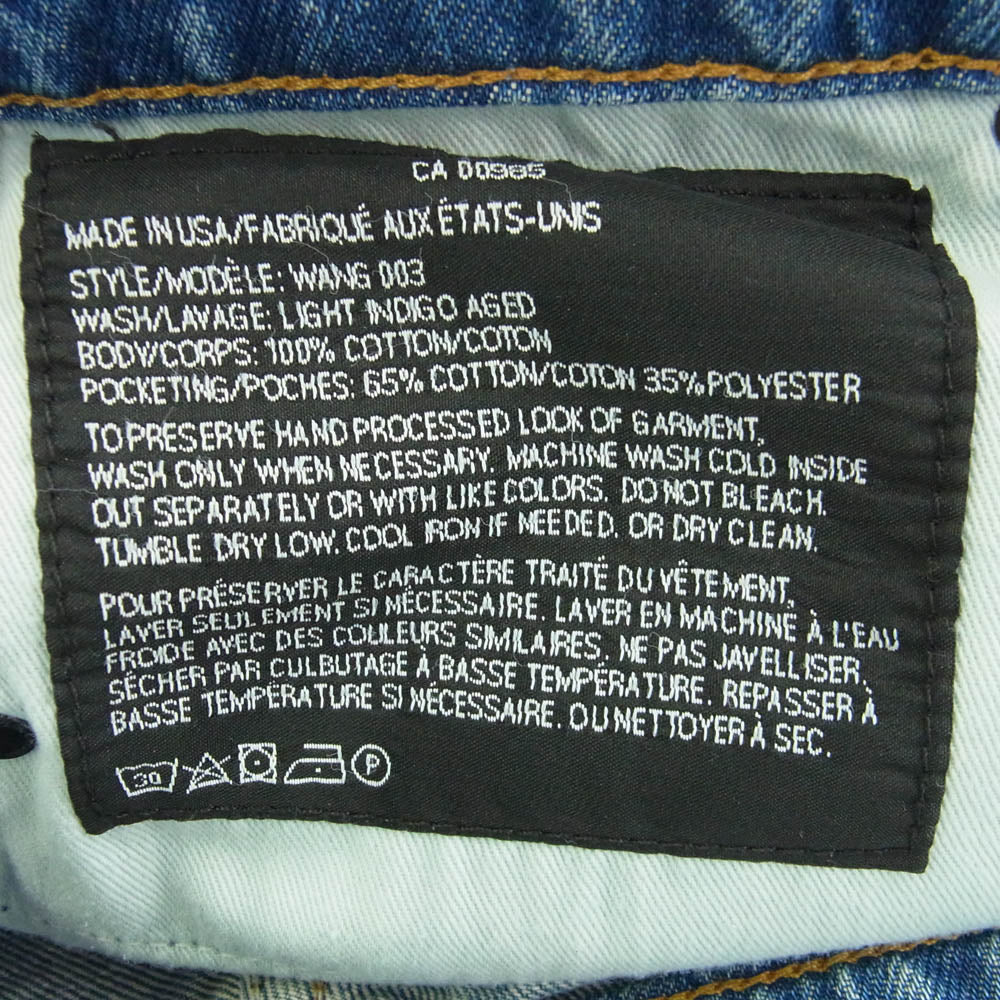 CA 00985
MADE IN USA/FABRIQUÉ AUX ÉTATS-UNIS
STYLE/MODÈLE: WANG 003
WASH/LAVAGE: LIGHT INDIGO AGED
BODY/CORPS: 100% COTTON/COTON
POCKETING/POCHES: 65% COTTON/COTON 35% POLYESTER
TO PRESERVE HAND PROCESSED LOOK OF GARMENT,
WASH ONLY WHEN NECESSARY. MACHINE WASH COLD INSIDE
OUT SEPARATELY OR WITH LIKE COLORS. DO NOT BLEACH.
TUMBLE DRY LOW. COOL IRON IF NEEDED. OR DRY CLEAN.
POUR PRÉSERVER LE CARACTÈRE TRAITÉ DU VÊTEMENT,
LAVER SEULEMENT SI NÉCESSAIRE. LAVER EN MACHINE À L'EAU
FROIDE AVEC DES COULEURS SIMILAIRES. NE PAS JAVELLISER.
SÉCHER PAR CULBUTAGE À BASSE TEMPÉRATURE. REPASSER À
BASSE TEMPÉRATURE SI NÉCESSAIRE. OU NETTOYER À SEC.
30 P